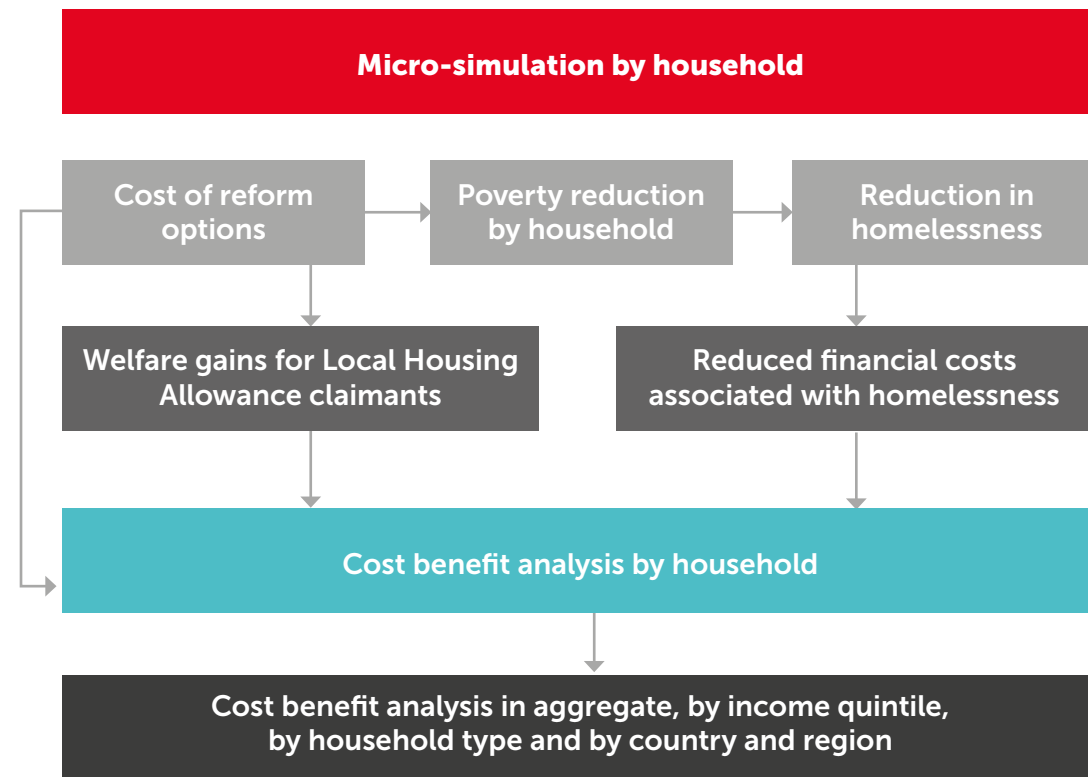 Micro-simulation by household
Cost of reform
options
Poverty reduction
by household
Reduction in
homelessness
Welfare gains for Local Housing
Allowance claimants
Reduced financial costs
associated with homelessness
Cost benefit analysis by household
Cost benefit analysis in aggregate, by income quintile,
by household type and by country and region